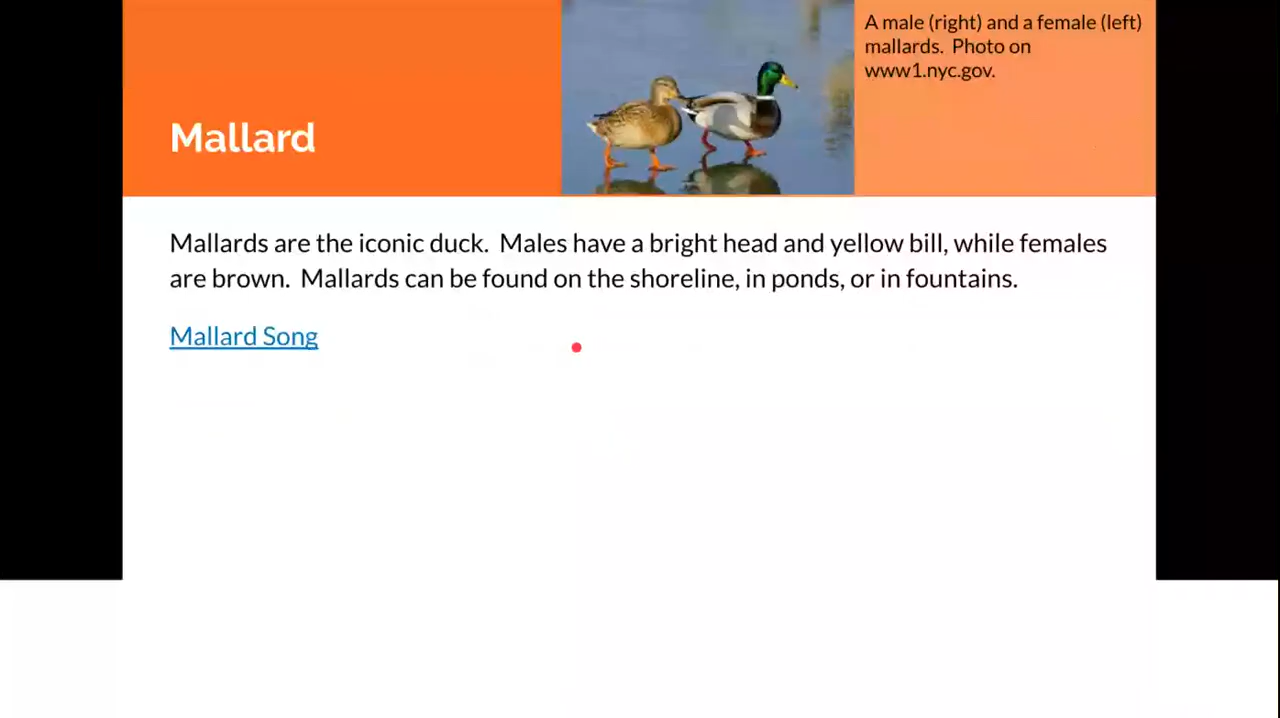 A male (right) and a female (left)
mallards.  Photo on
www1.nyc.gov.
Mallard
Mallards are the iconic duck.  Males have a bright head and yellow bill, while females
are brown.  Mallards can be found on the shoreline, in ponds, or in fountains.
Mallard Song